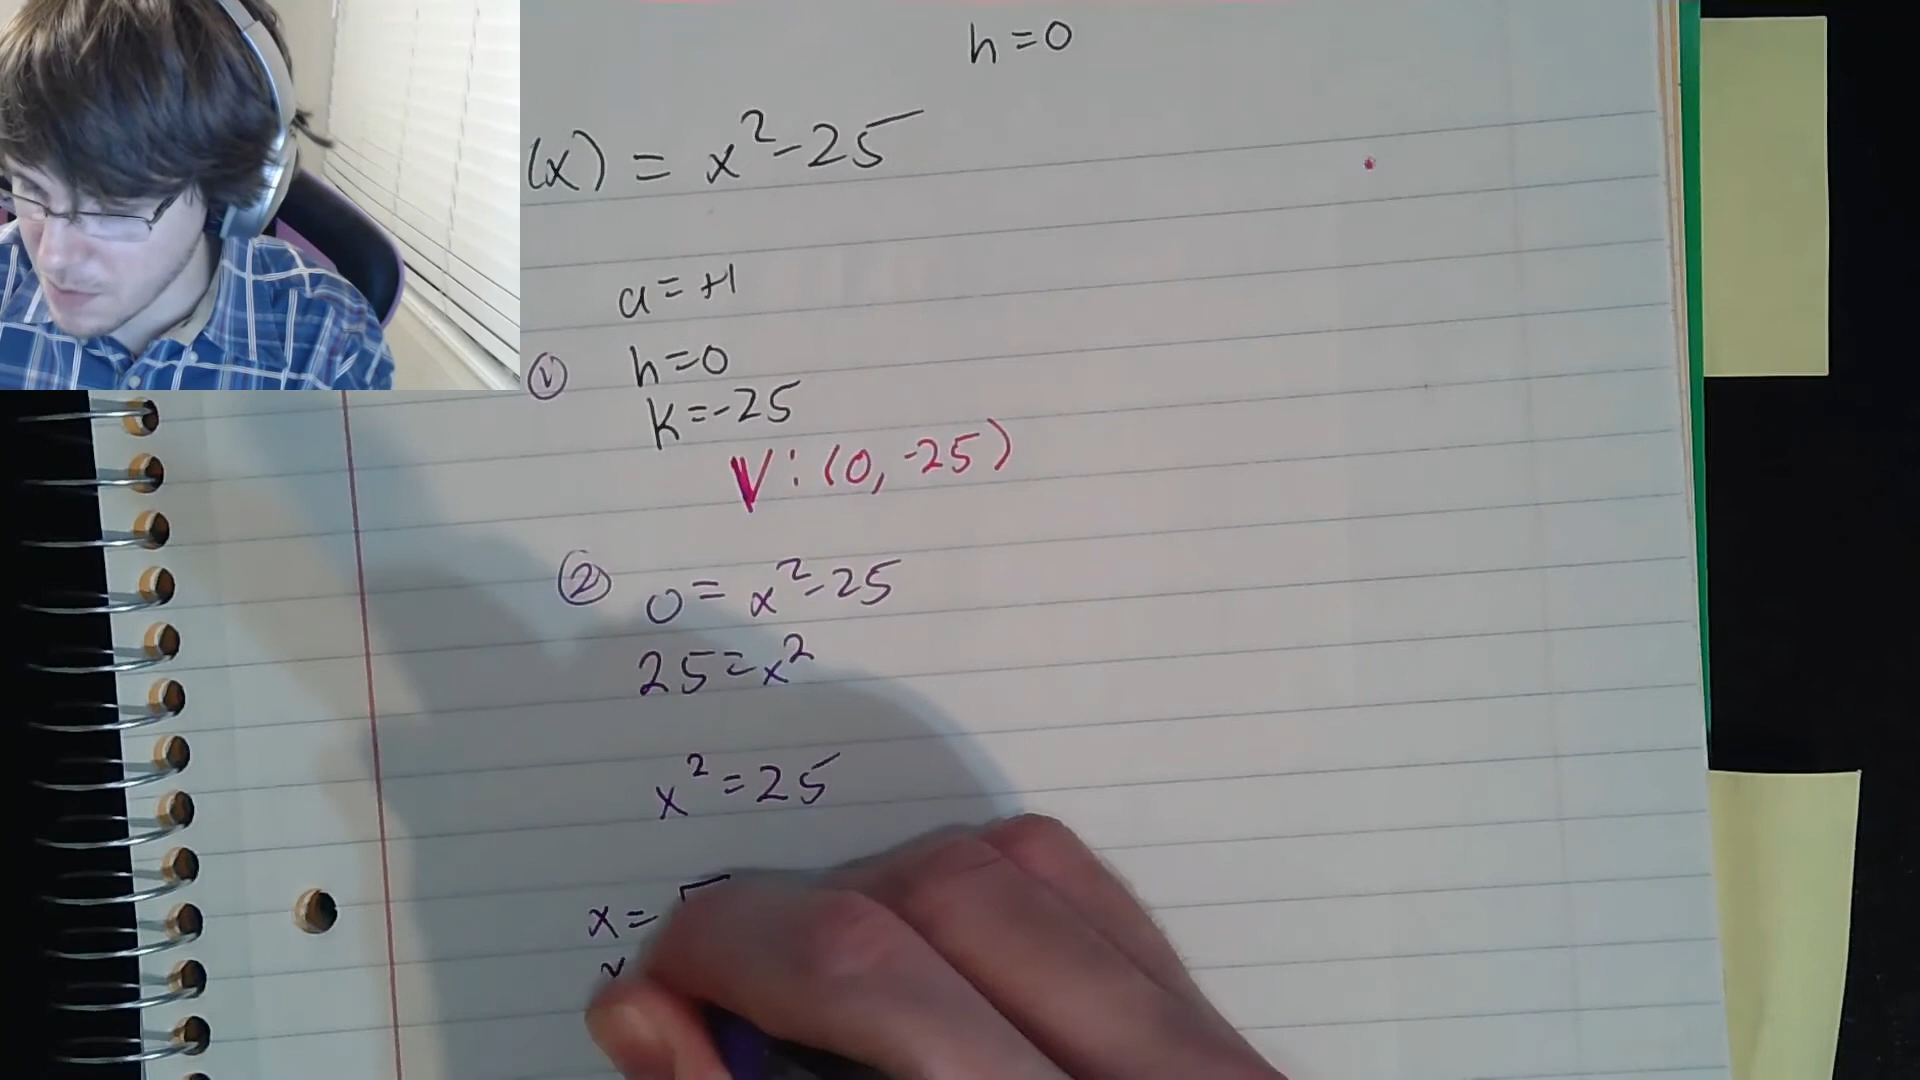 h=0
(x) = x²-25
a=+1
① h=0
K=-25
V: (0, -25)
② 0= x²-25
25=x²
x²=25
x=